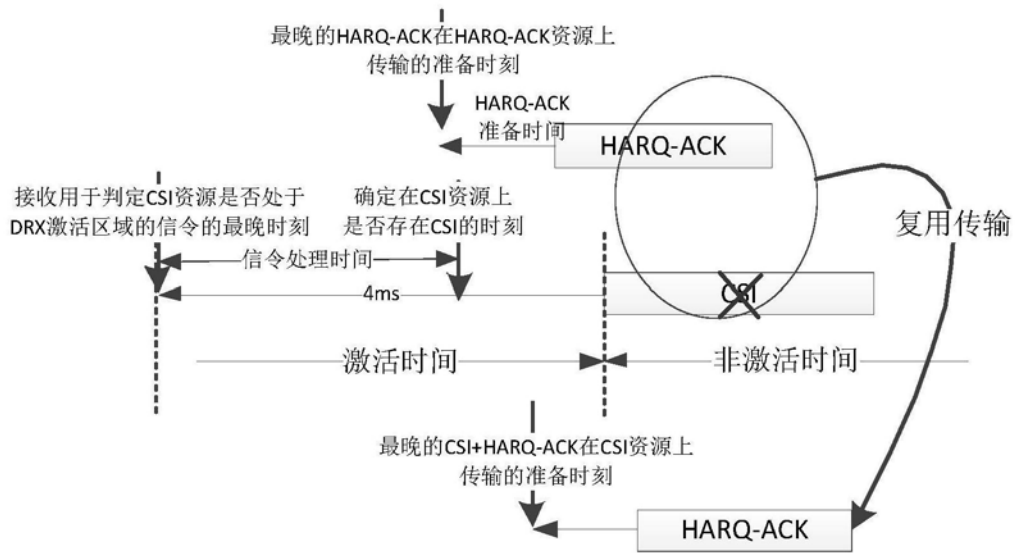 最晚的HARQ-ACK在HARQ-ACK资源上
传输的准备时刻
HARQ-ACK
准备时间
HARQ-ACK
接收用于判定CSI资源是否处于
DRX激活区域的信令的最晚时刻
确定在CSI资源上
是否存在CSI的时刻
复用传输
信令处理时间
4ms
CSI
激活时间
非激活时间
最晚的CSI+HARQ-ACK在CSI资源上
传输的准备时刻
HARQ-ACK